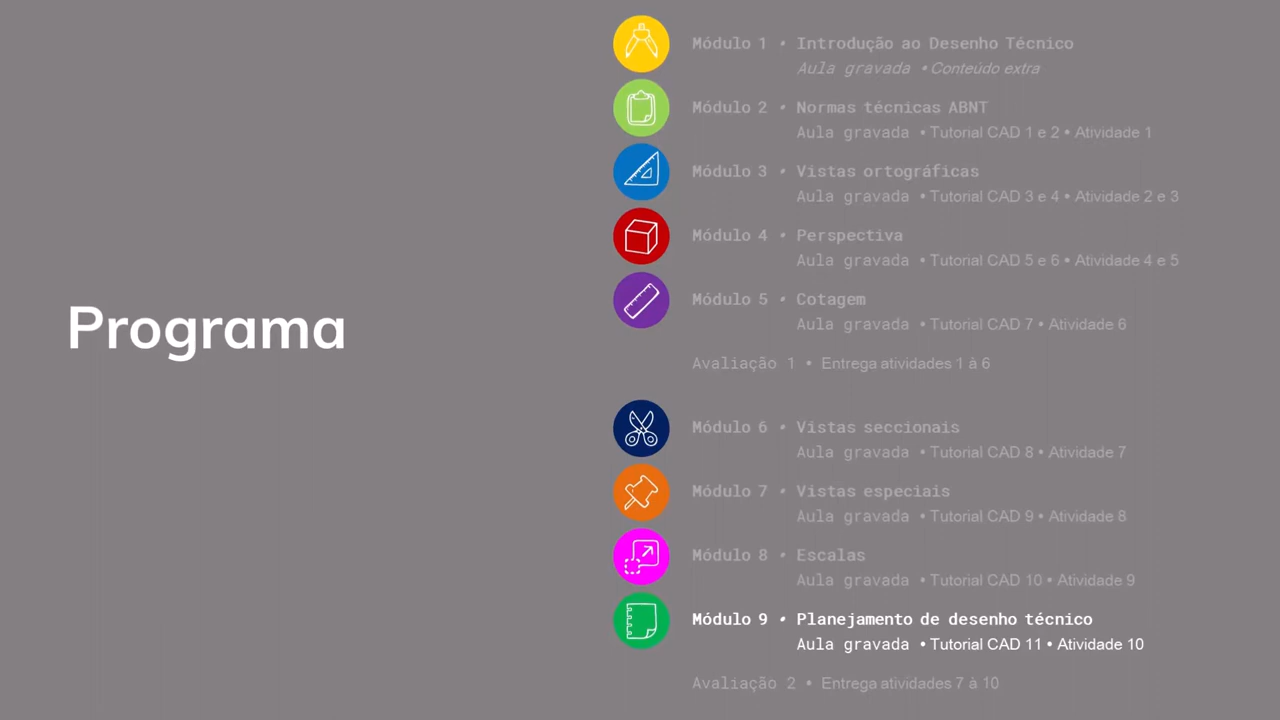 Programa
Módulo 1 • Introdução ao Desenho Técnico
Aula gravada • Conteúdo extra
Módulo 2 • Normas técnicas ABNT
Aula gravada • Tutorial CAD 1 e 2 • Atividade 1
Módulo 3 • Vistas ortográficas
Aula gravada • Tutorial CAD 3 e 4 • Atividade 2 e 3
Módulo 4 • Perspectiva
Aula gravada • Tutorial CAD 5 e 6 • Atividade 4 e 5
Módulo 5 • Cotagem
Aula gravada • Tutorial CAD 7 • Atividade 6
Avaliação 1 • Entrega atividades 1 à 6
Módulo 6 • Vistas seccionais
Aula gravada • Tutorial CAD 8 • Atividade 7
Módulo 7 • Vistas especiais
Aula gravada • Tutorial CAD 9 • Atividade 8
Módulo 8 • Escalas
Aula gravada • Tutorial CAD 10 • Atividade 9
Módulo 9 • Planejamento de desenho técnico
Aula gravada • Tutorial CAD 11 • Atividade 10
Avaliação 2 • Entrega atividades 7 à 10